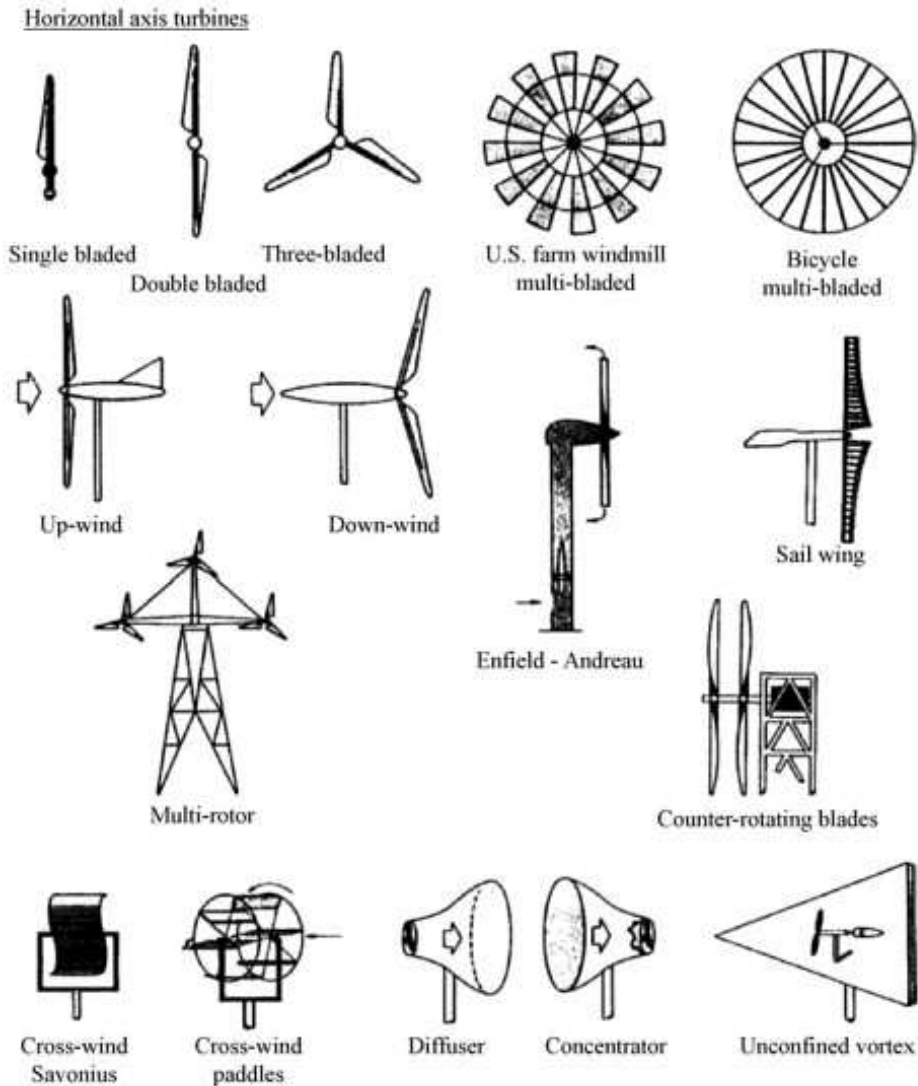 Horizontal axis turbines
Single bladed
Double bladed
Three-bladed
U.S. farm windmill
multi-bladed
Bicycle
multi-bladed
Up-wind
Down-wind
Enfield - Andreau
Sail wing
Multi-rotor
Counter-rotating blades
Cross-wind
Savonius
Cross-wind
paddles
Diffuser
Concentrator
Unconfined vortex